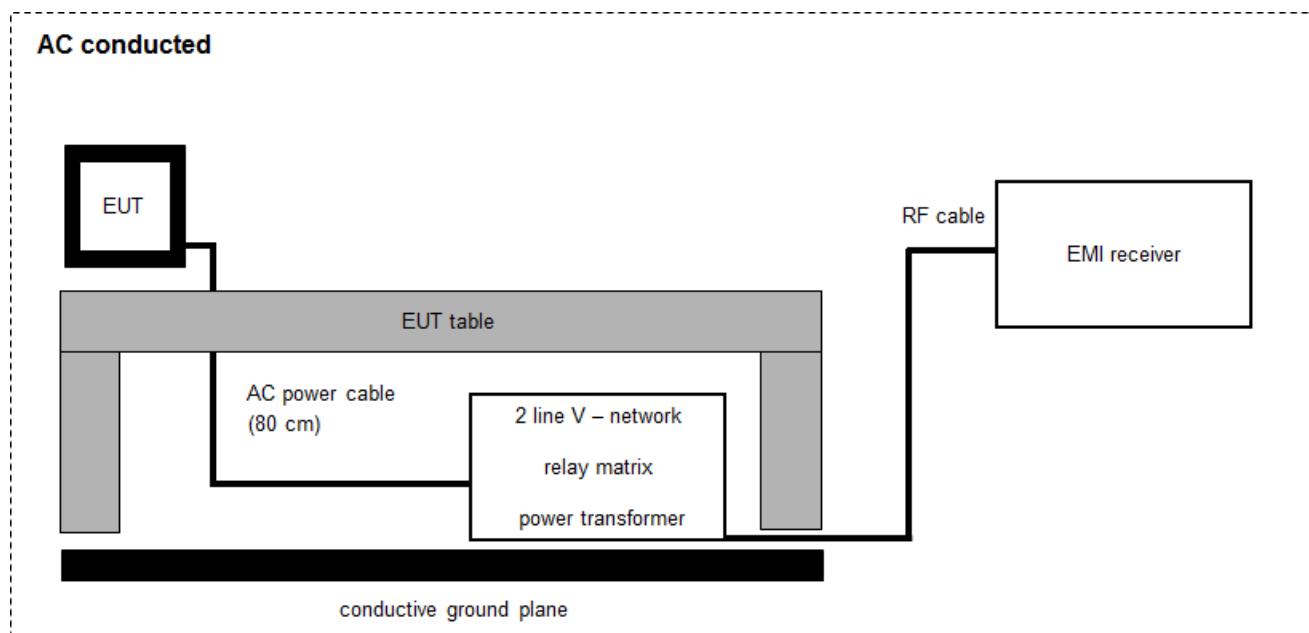 AC conducted
EUT
RF cable
EMI receiver
EUT table
AC power cable
(80 cm)
2 line V – network
relay matrix
power transformer
conductive ground plane